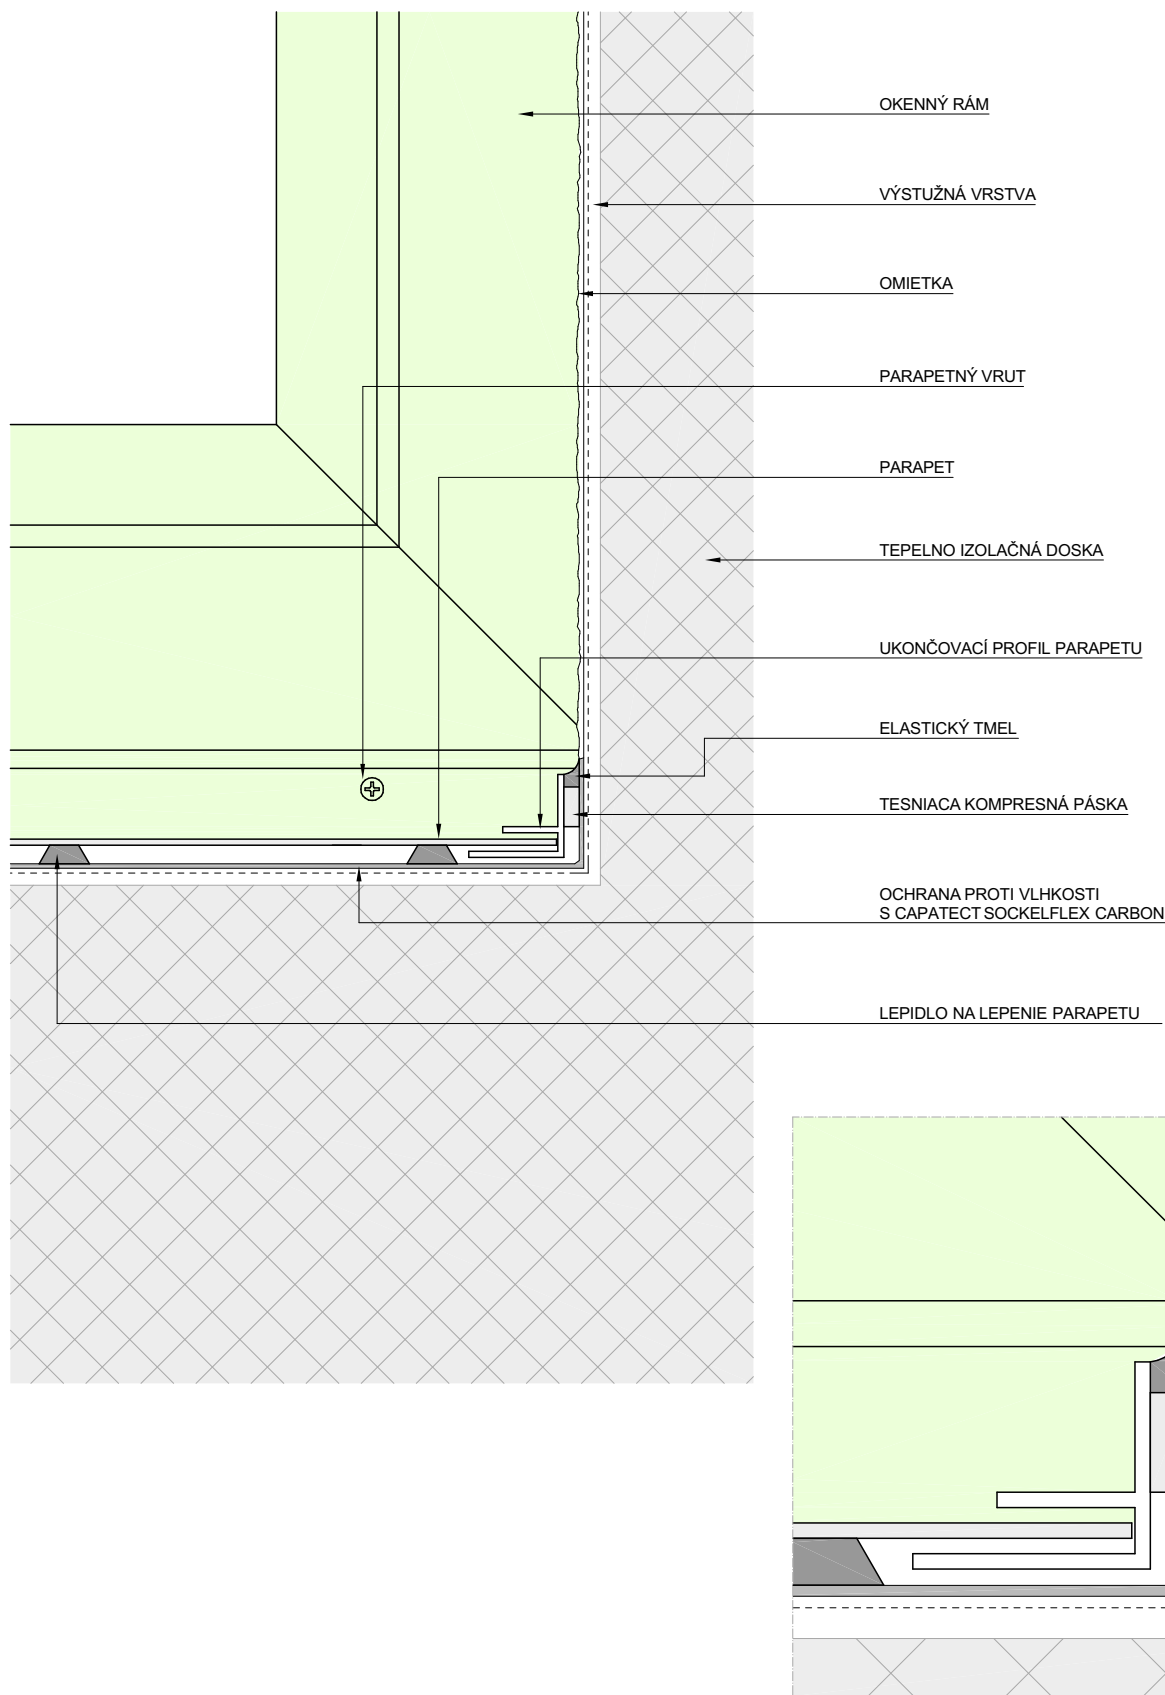 OKENNÝ RÁM
VÝSTUŽNÁ VRSTVA
OMIETKA
PARAPETNÝ VRUT
PARAPET
TEPELNO IZOLAČNÁ DOSKA
UKONČOVACÍ PROFIL PARAPETU
ELASTICKÝ TMEL
TESNIACA KOMPRESNÁ PÁSKA
OCHRANA PROTI VLHKOSTI
S CAPATECT SOCKELFLEX CARBON
LEPIDLO NA LEPENIE PARAPETU